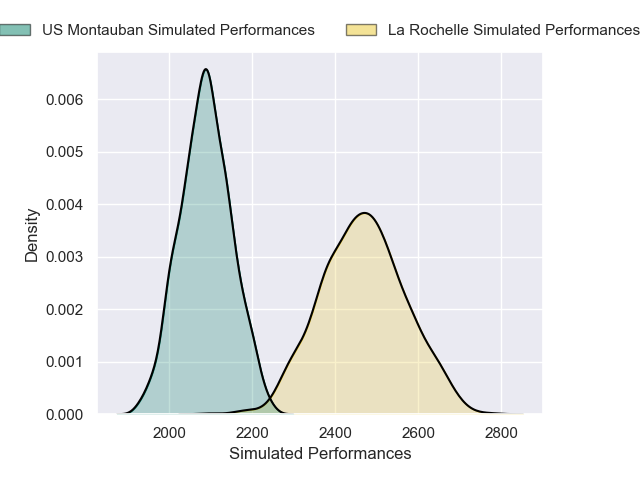 US Montauban Simulated Performances
La Rochelle Simulated Performances
0.006
0.005
0.004
0.003
0.002
0.001
0.000
Density
2000 2200 2400 2600 2800
Simulated Performances